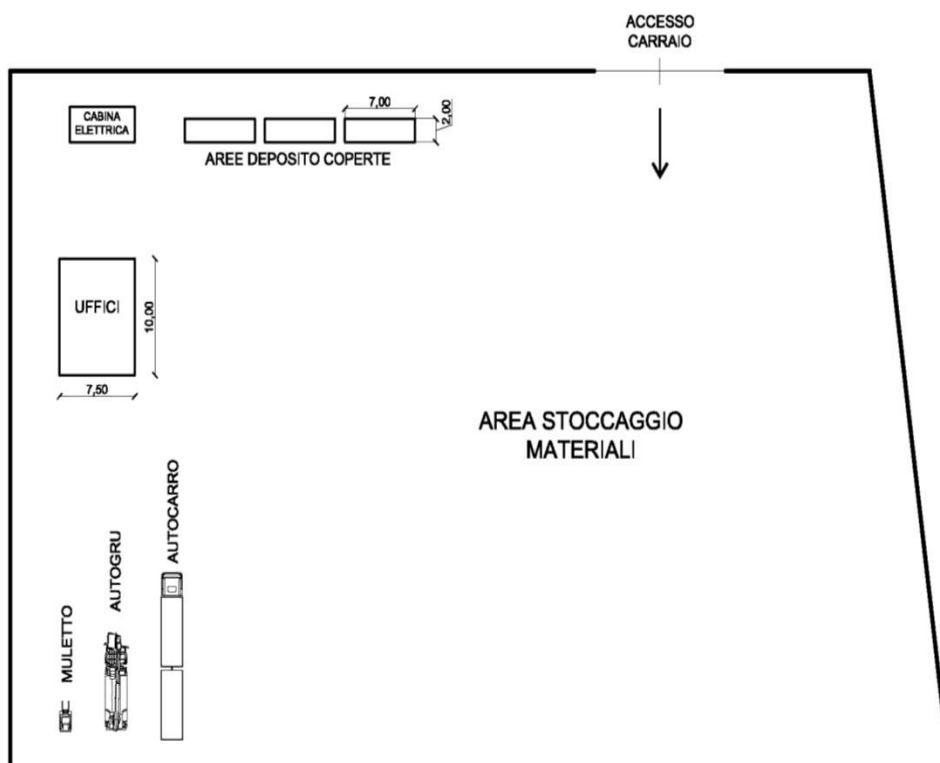 ACCESSO
CARRAIO
CABINA
ELETTRICA
7,00
2,00
AREE DEPOSITO COPERTE
UFFICI
10,00
7,50
AREA STOCCAGGIO
MATERIALI
AUTOCARRO
AUTOGRU
MULETTO